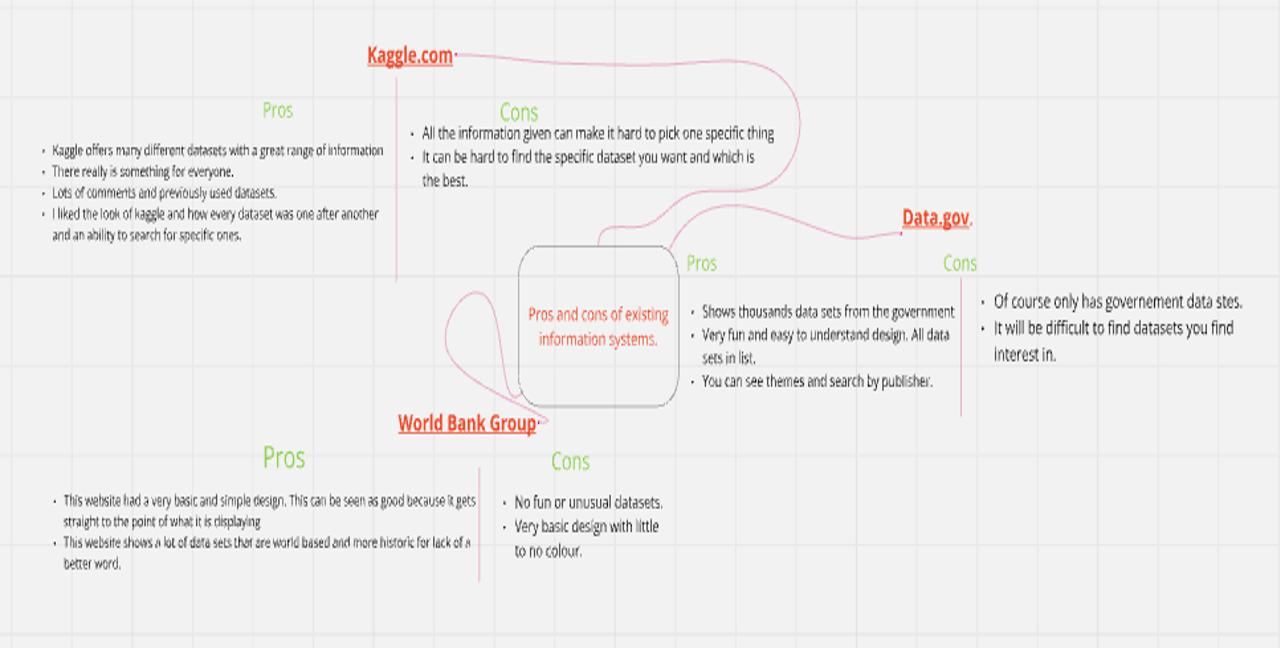 Kaggle.com
Pros
• Kaggle offers many different datasets with a great range of information
• There really is something for everyone.
• Lots of comments and previously used datasets.
• I liked the look of kaggle and how every dataset was one after another
and an ability to search for specific ones.
Cons
• All the information given can make it hard to pick one specific thing
• It can be hard to find the specific dataset you want and which is
the best.
Data.gov.
Pros
• Shows thousands data sets from the government
• Very fun and easy to understand design. All data
sets in list.
• You can see themes and search by publisher.
Cons
• Of course only has governement data stes.
• It will be difficult to find datasets you find
interest in.
Pros and cons of existing
information systems.
World Bank Group
Pros
• This website had a very basic and simple design. This can be seen as good because it gets
straight to the point of what it is displaying
• This website shows a lot of data sets that are world based and more historic for lack of a
better word.
Cons
• No fun or unusual datasets.
• Very basic design with little
to no colour.